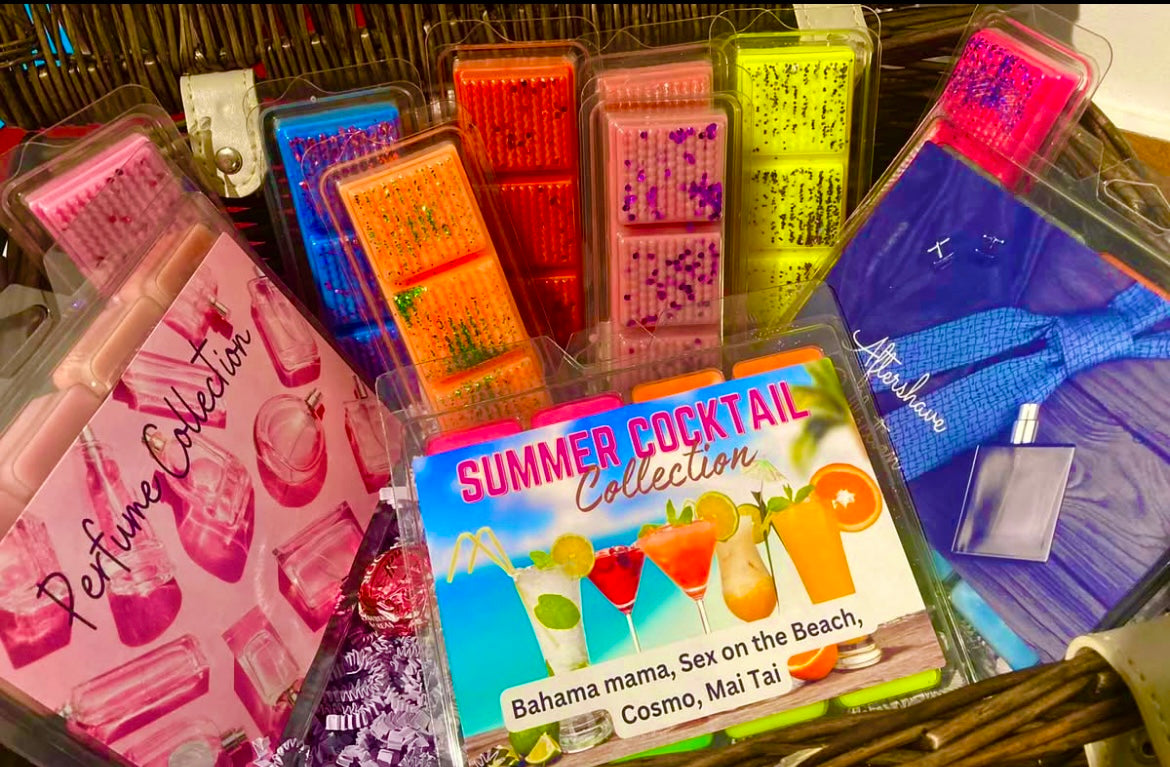 Perfume Collection
SUMMER COCKTAIL
Collection
Bahama mama, Sex on the Beach,
Cosmo, Mai Tai
Aftershave